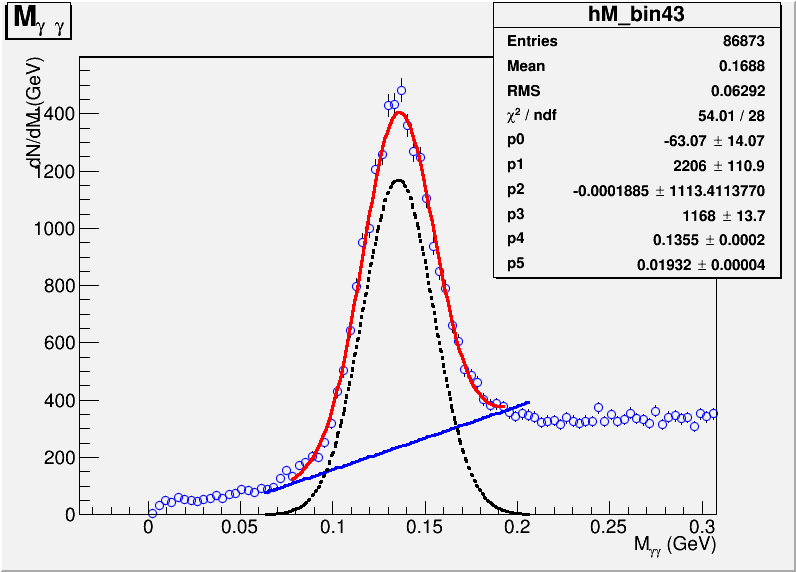 M_γ γ
hM_bin43
Entries 86873
Mean 0.1688
RMS 0.06292
χ² / ndf 54.01 / 28
p0 -63.07 ± 14.07
p1 2206 ± 110.9
p2 -0.0001885 ± 1113.4113770
p3 1168 ± 13.7
p4 0.1355 ± 0.0002
p5 0.01932 ± 0.00004
dN/dM (GeV)
1400
1200
1000
800
600
400
200
0
0 0.05 0.1 0.15 0.2 0.25 0.3
M_γγ (GeV)